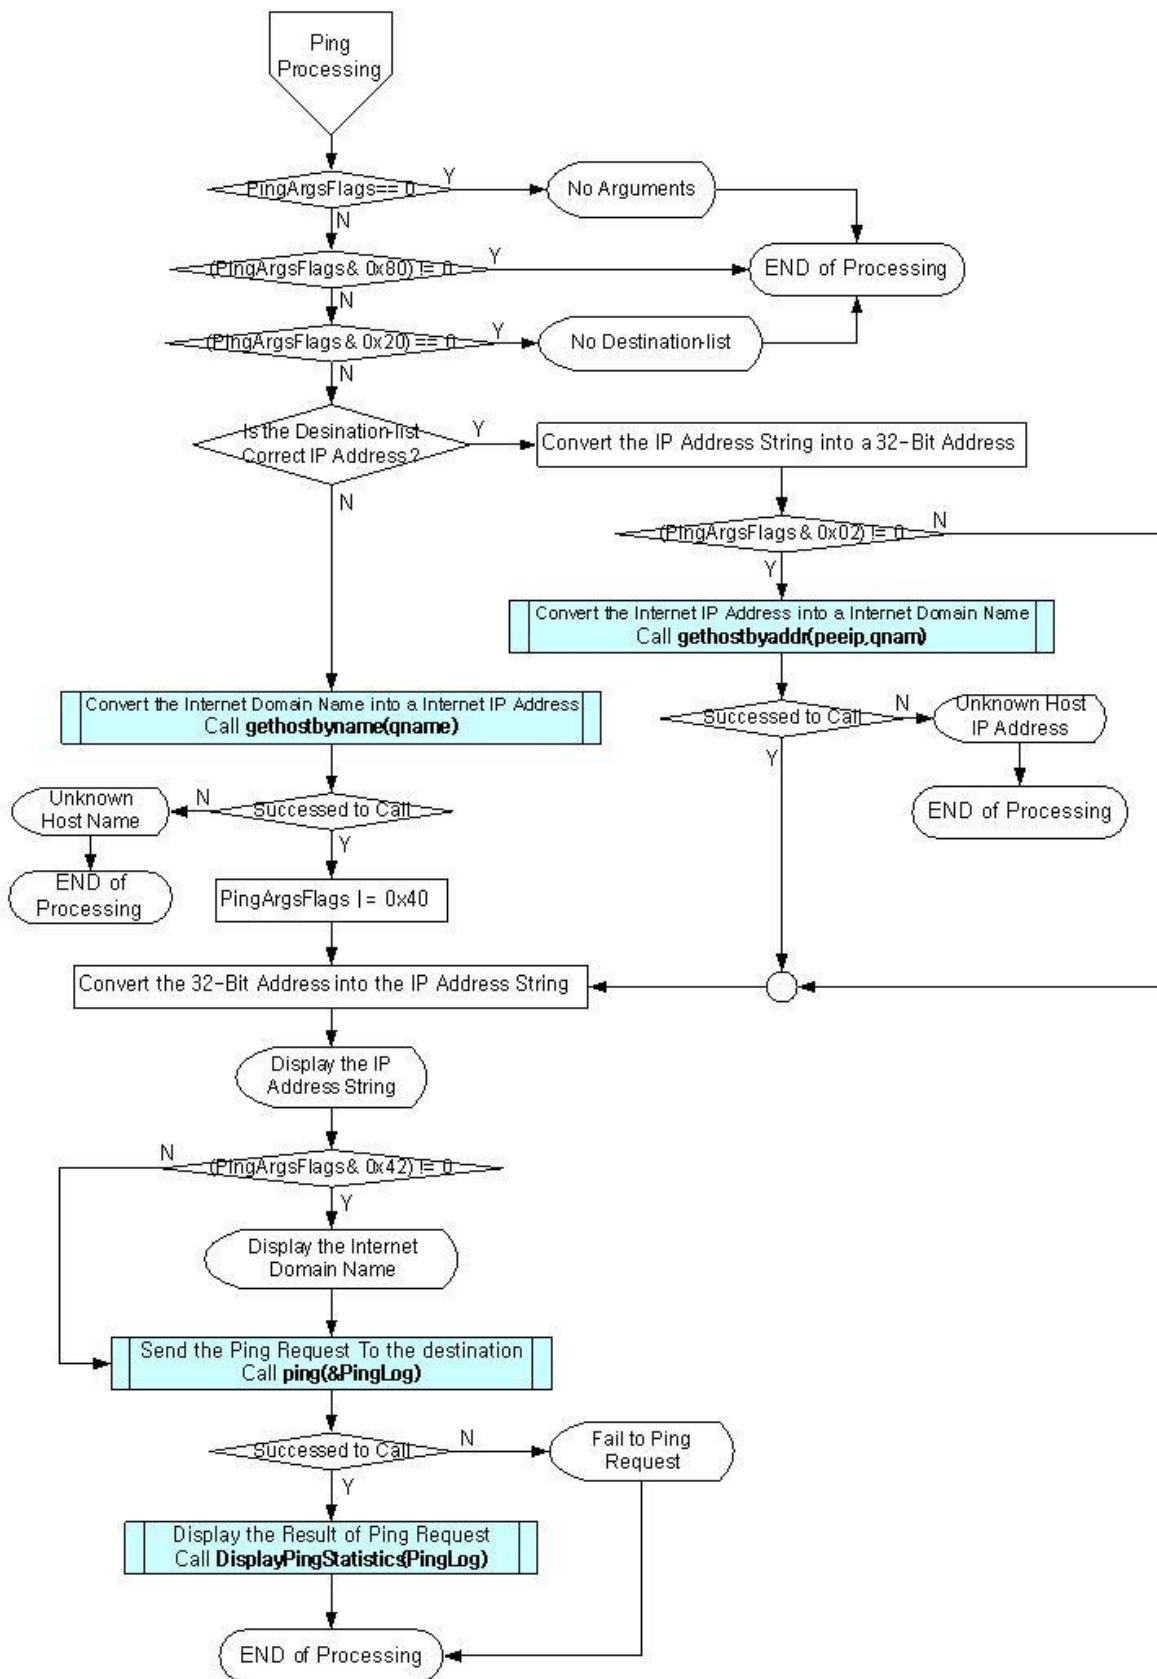 Ping
Processing
PingArgsFlags== 0
Y
No Arguments
N
(PingArgsFlags& 0x80) != 0
Y
END of Processing
N
(PingArgsFlags & 0x20) == 0
Y
No Destination-list
N
Is the Desination-list
Correct IP Address?
Y
Convert the IP Address String into a 32-Bit Address
N
(PingArgsFlags & 0x02) != 0
N
Y
Convert the Internet IP Address into a Internet Domain Name
Call gethostbyaddr(peeip,qnam)
Successed to Call
N
Unknown Host
IP Address
Y
END of Processing
Convert the Internet Domain Name into a Internet IP Address
Call gethostbyname(qname)
Unknown
Host Name
N
Successed to Call
Y
END of
Processing
PingArgsFlags |= 0x40
Convert the 32-Bit Address into the IP Address String
Display the IP
Address String
N
(PingArgsFlags& 0x42) != 0
Y
Display the Internet
Domain Name
Send the Ping Request To the destination
Call ping(&PingLog)
Successed to Call
N
Fail to Ping
Request
Y
Display the Result of Ping Request
Call DisplayPingStatistics(PingLog)
END of Processing